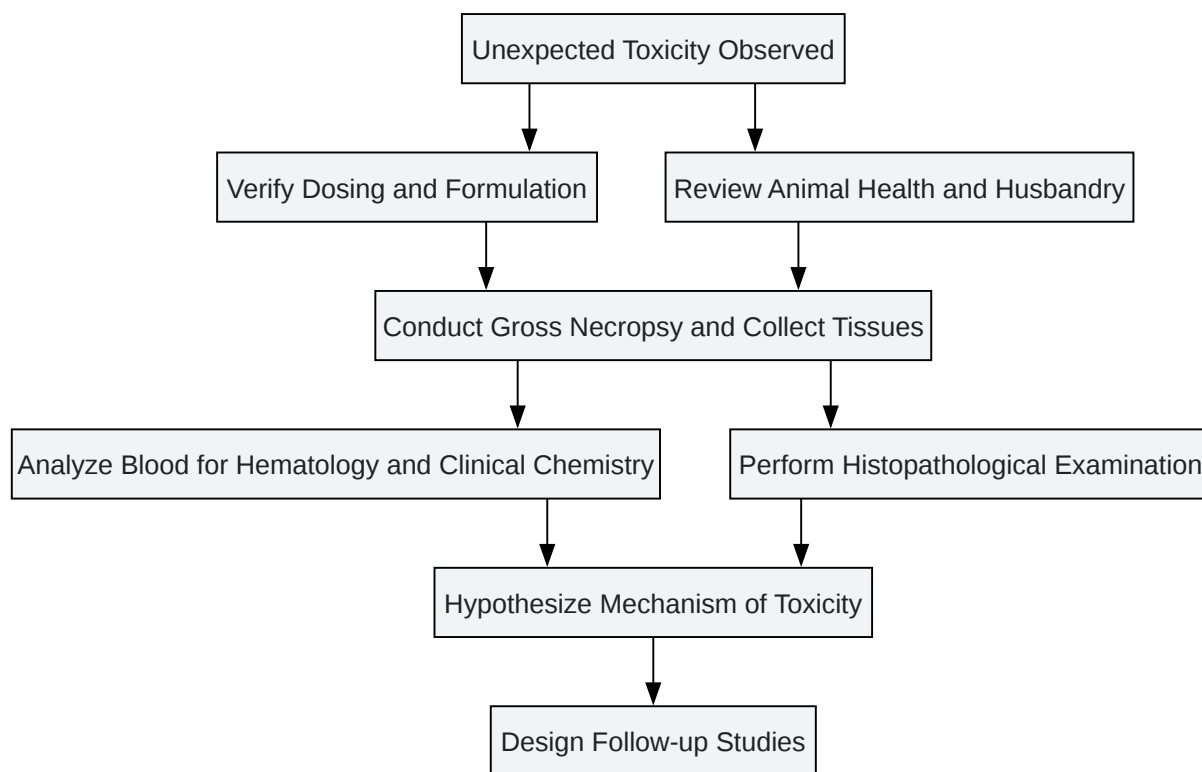 Unexpected Toxicity Observed
Verify Dosing and Formulation
Review Animal Health and Husbandry
Conduct Gross Necropsy and Collect Tissues
Analyze Blood for Hematology and Clinical Chemistry
Perform Histopathological Examination
Hypothesize Mechanism of Toxicity
Design Follow-up Studies